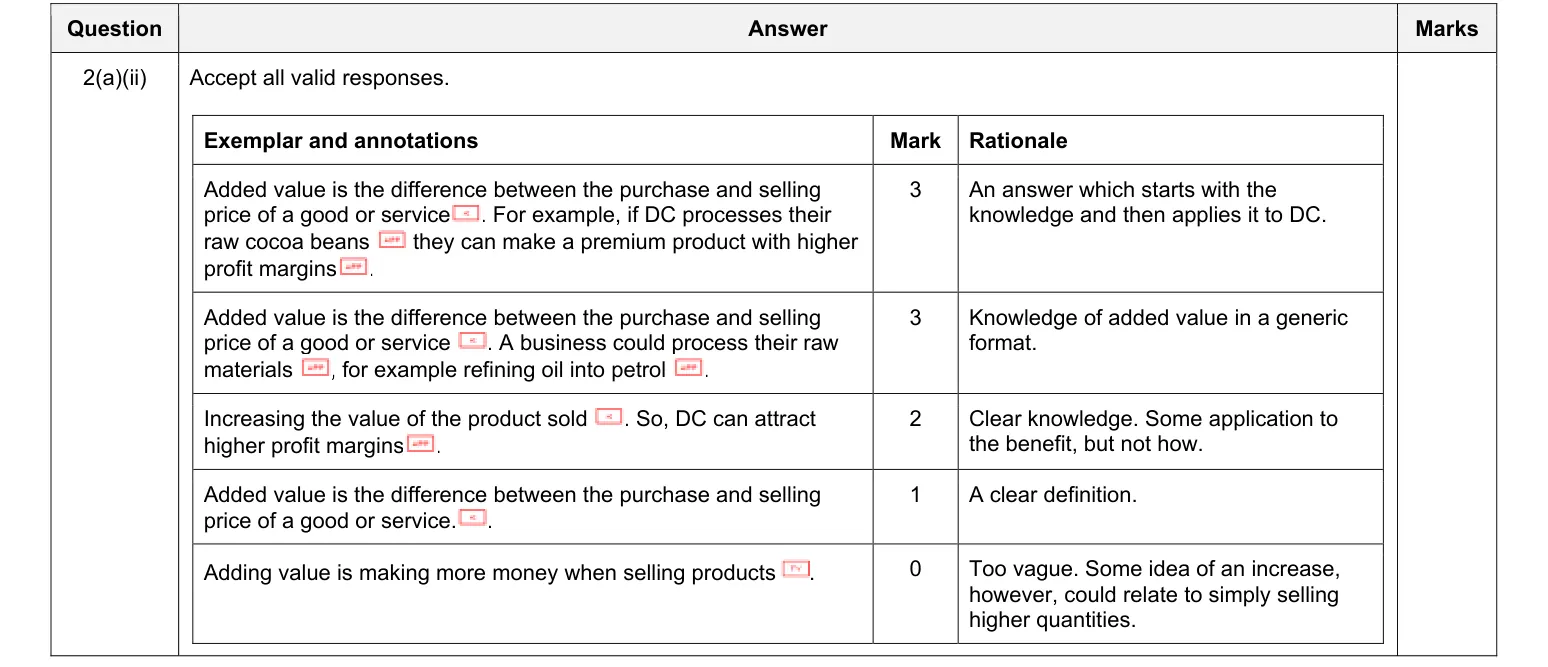 Question Answer Marks
2(a)(ii) Accept all valid responses.
Exemplar and annotations Mark Rationale
Added value is the difference between the purchase and selling 3 An answer which starts with the
price of a good or service . For example, if DC processes their knowledge and then applies it to DC.
raw cocoa beans they can make a premium product with higher
profit margins .
Added value is the difference between the purchase and selling 3 Knowledge of added value in a generic
price of a good or service . A business could process their raw format.
materials , for example refining oil into petrol .
Increasing the value of the product sold . So, DC can attract 2 Clear knowledge. Some application to
higher profit margins . the benefit, but not how.
Added value is the difference between the purchase and selling 1 A clear definition.
price of a good or service. .
Adding value is making more money when selling products . 0 Too vague. Some idea of an increase,
however, could relate to simply selling
higher quantities.